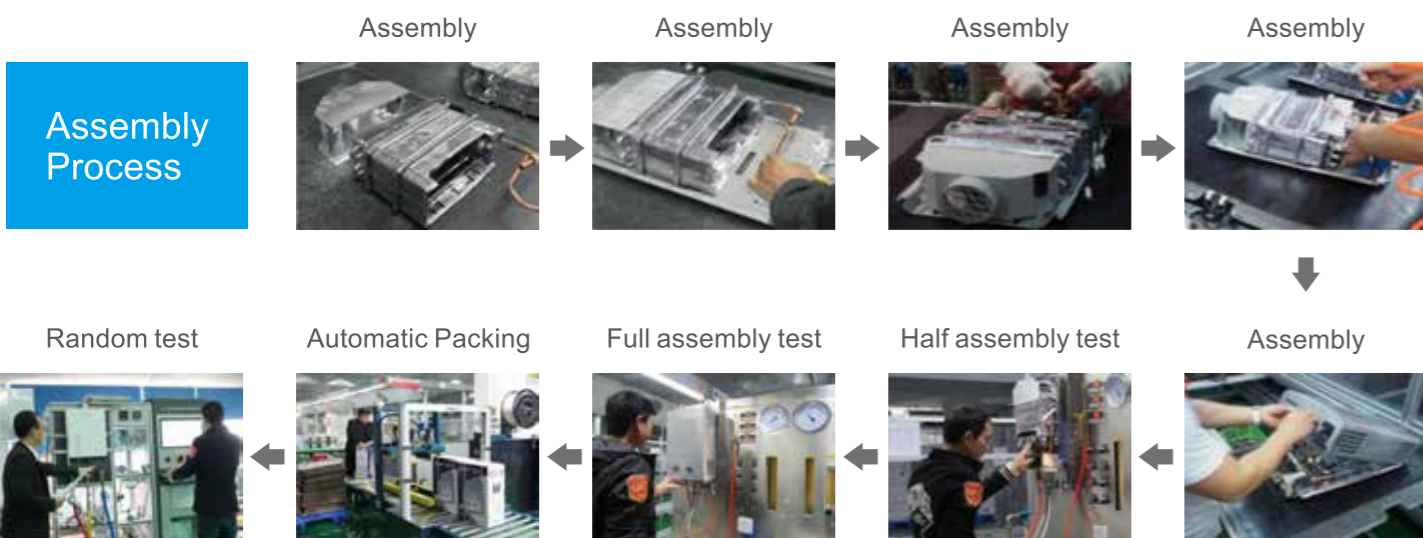 Assembly
Assembly
Assembly
Assembly
Assembly
Process
Random test
Automatic Packing
Full assembly test
Half assembly test
Assembly